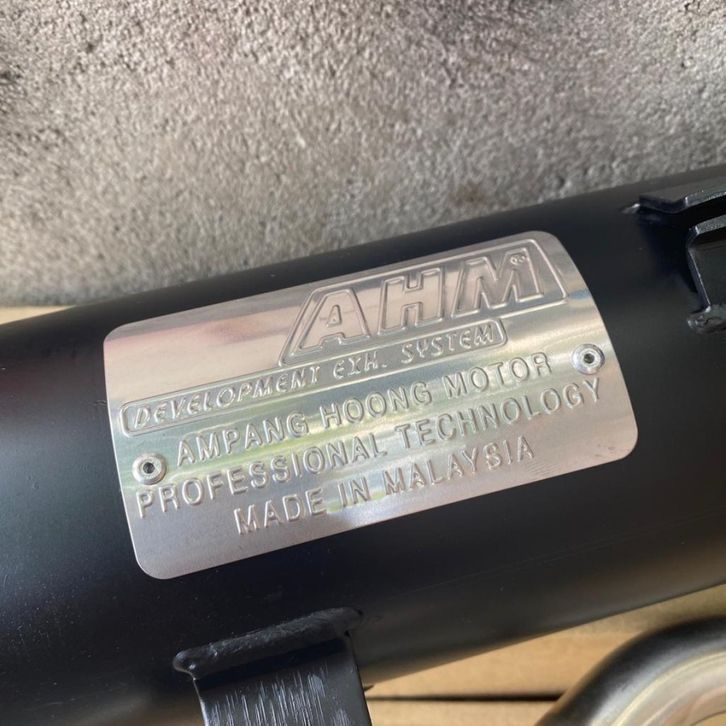 AHM®
DEVELOPMENT EXH. SYSTEM
AMPANG HOONG MOTOR
PROFESSIONAL TECHNOLOGY
MADE IN MALAYSIA